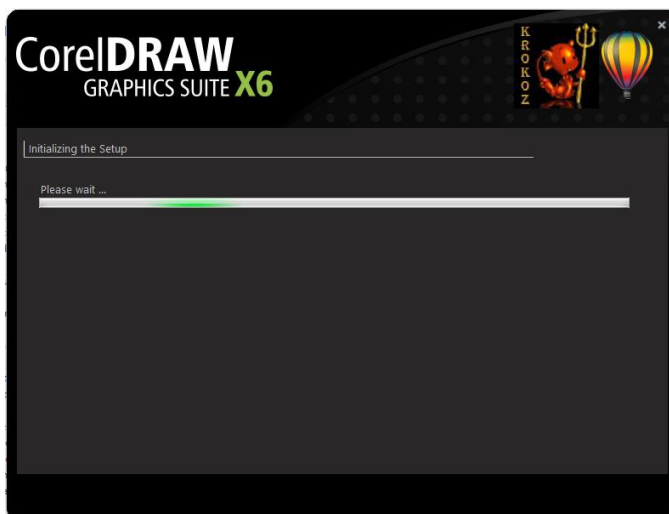 CorelDRAW
GRAPHICS SUITE X6
KROKOZ
Initializing the Setup
Please wait ...